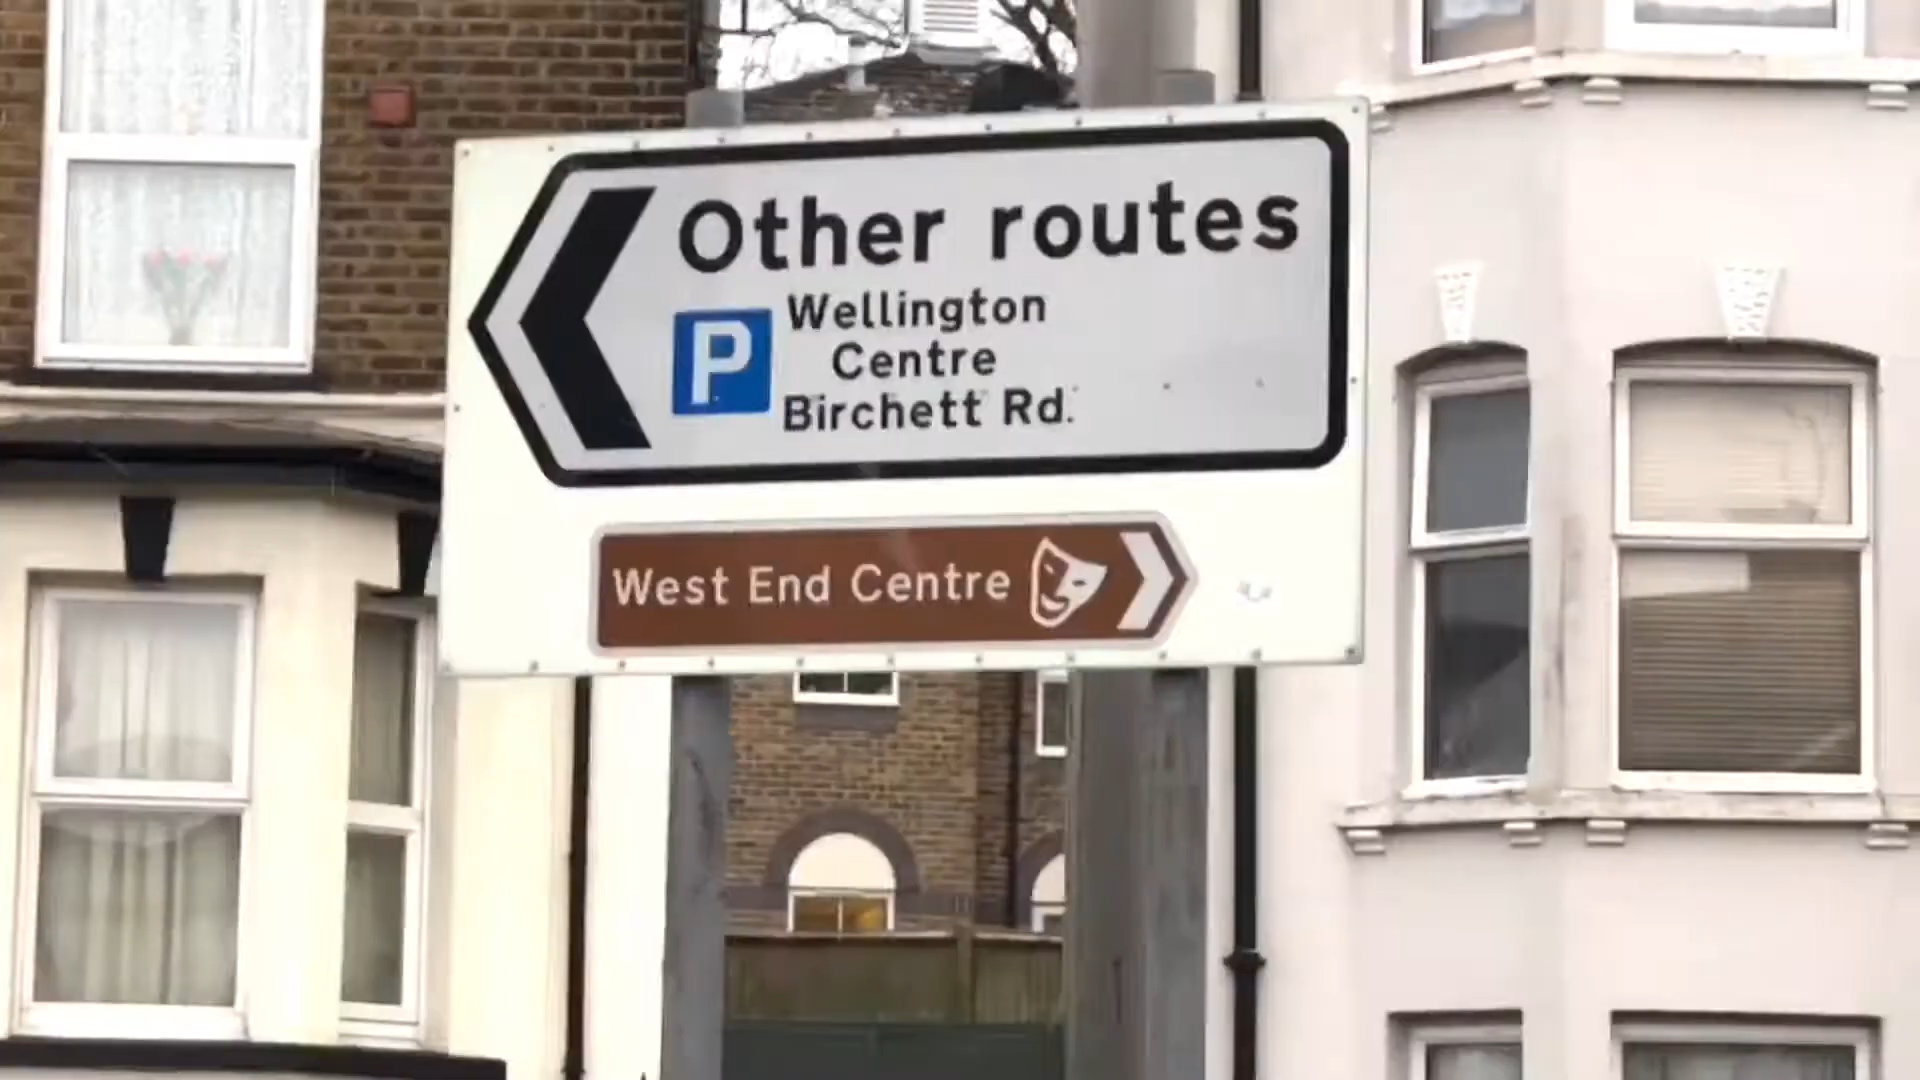 Other routes
P Wellington
Centre
Birchett Rd.
West End Centre